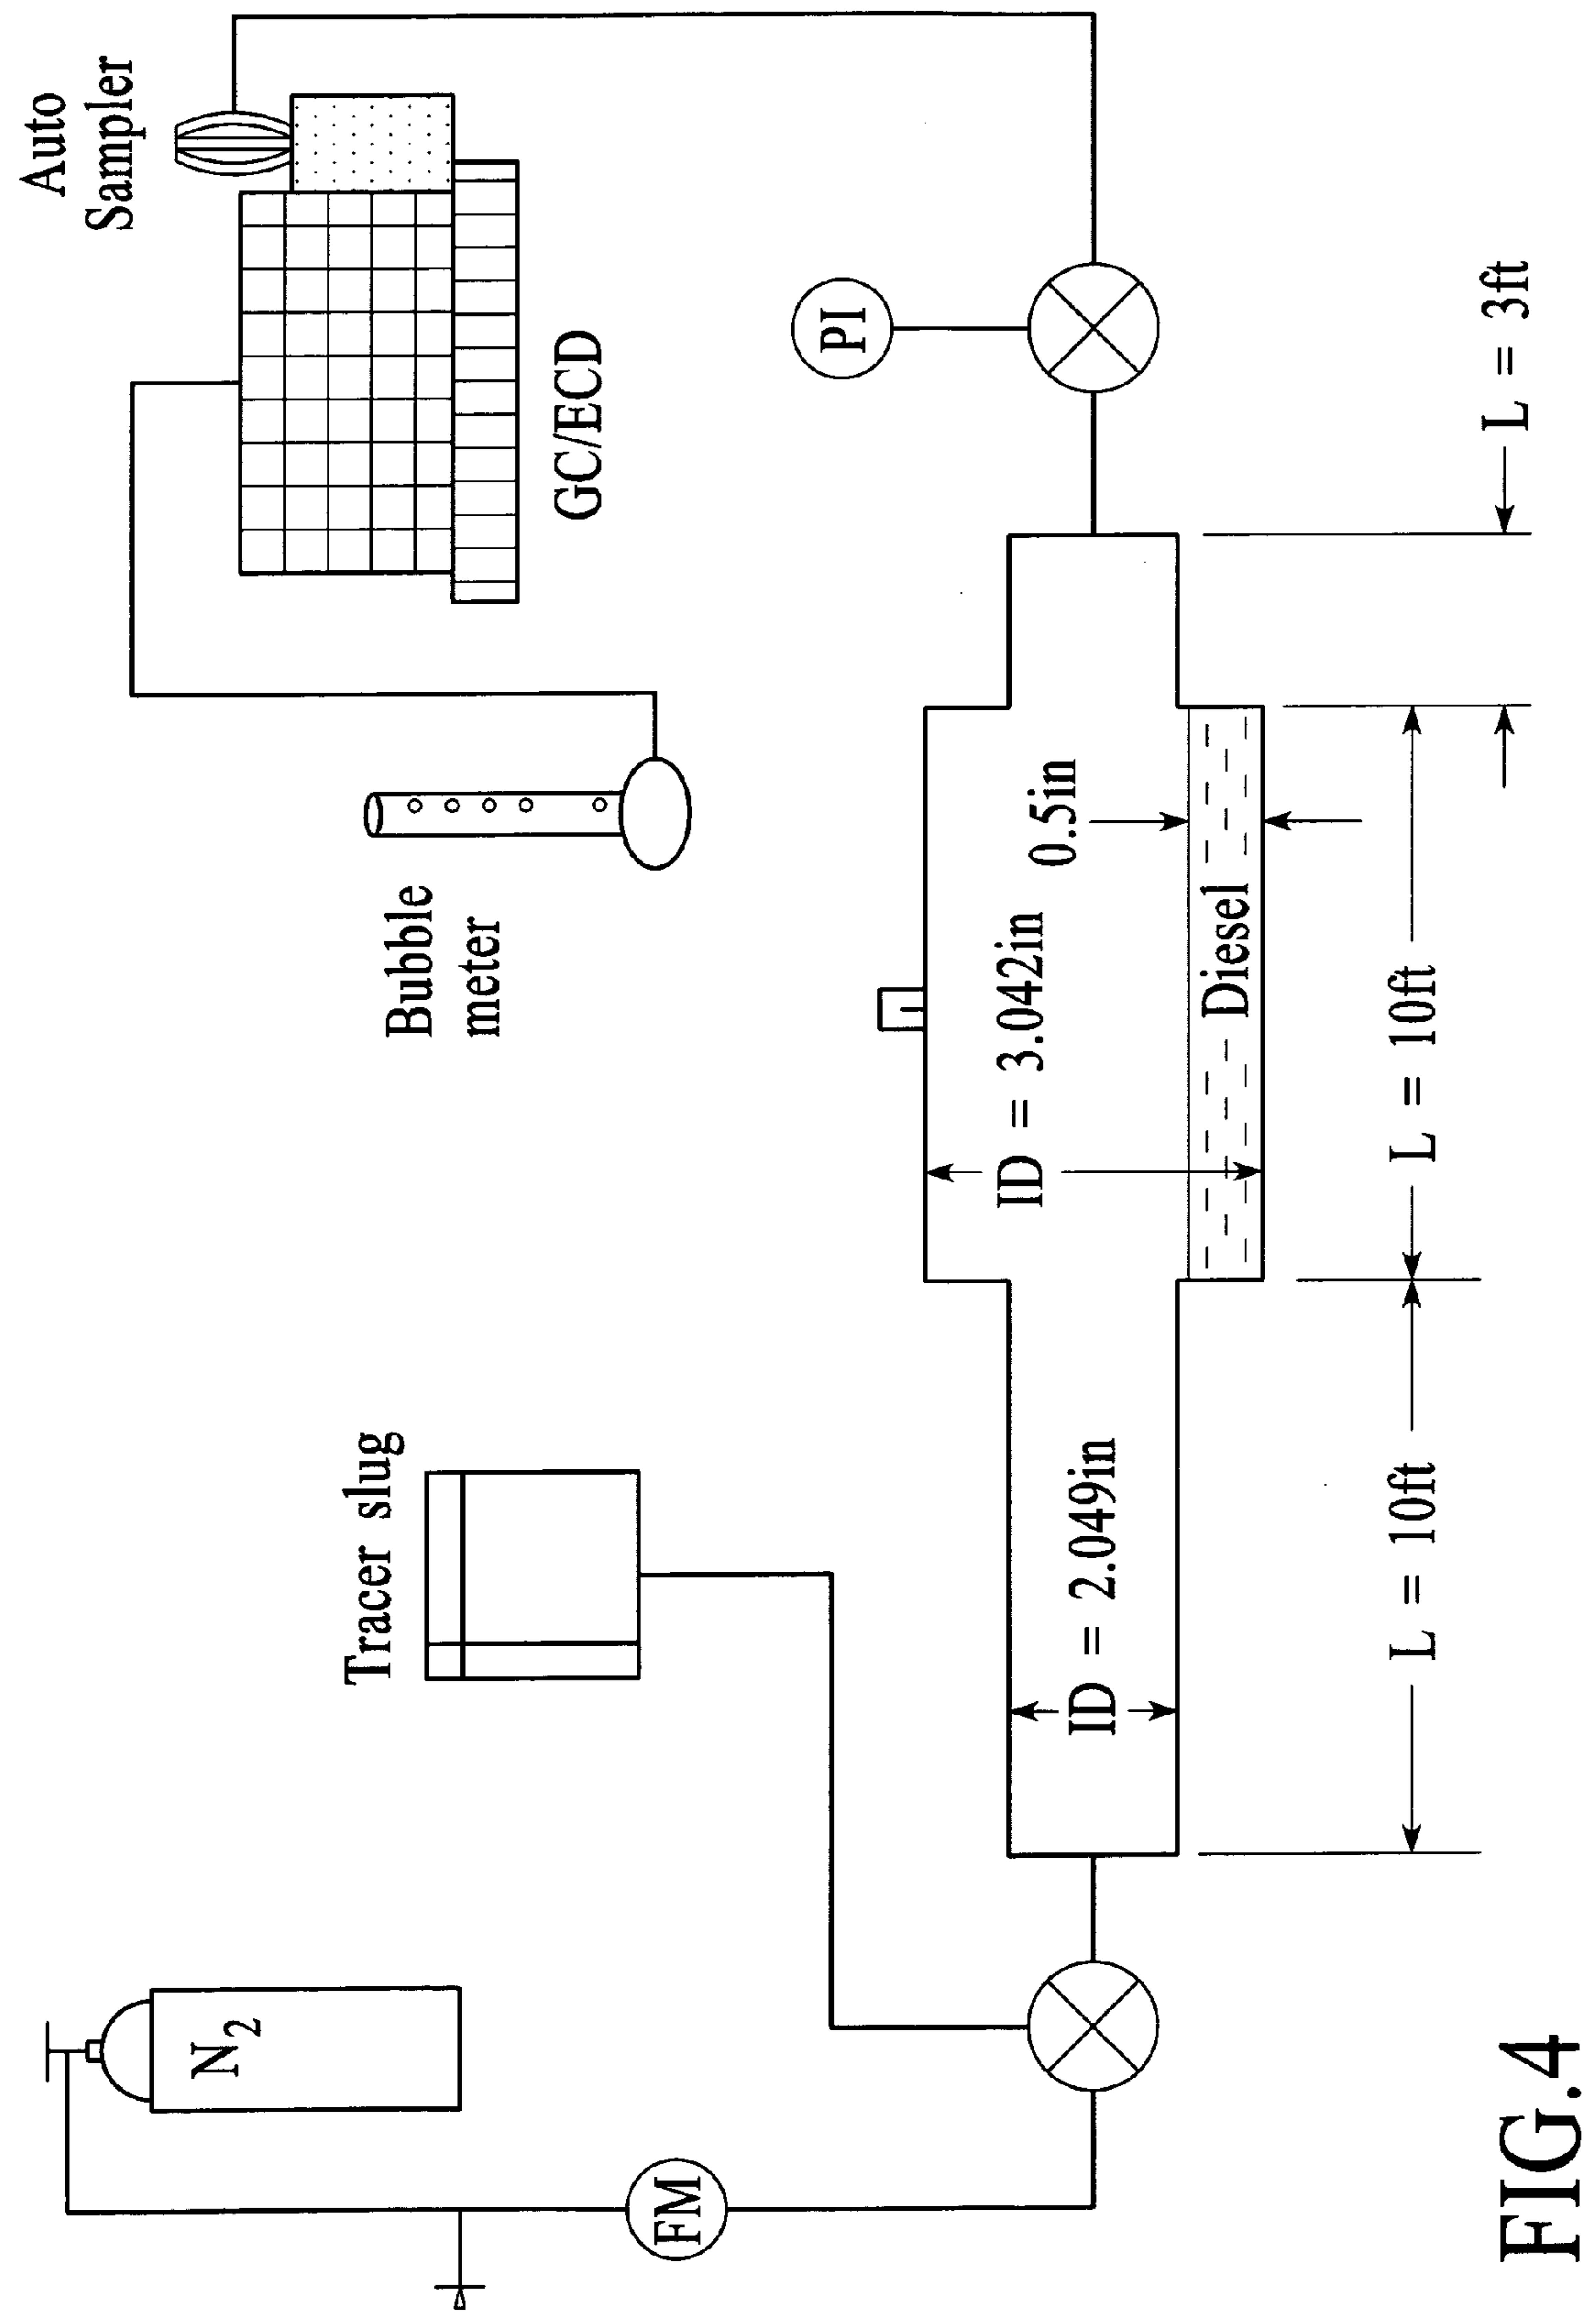 Auto
Sampler
GC/ECD
Bubble
meter
Tracer slug
N2
FM
PI
ID = 2.049in
ID = 3.042in
0.5in
Diesel
L = 10ft
L = 10ft
L = 3ft
FIG.4